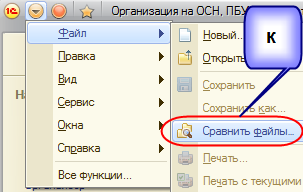 1С
Организация на ОСН, ПБУ
к
Файл
Правка
Вид
Сервис
Окна
Справка
Все функции...
Новый...
Открыть
Сохранить
Сохранить как...
Сравнить файлы...
Печать...
Печать с текущими